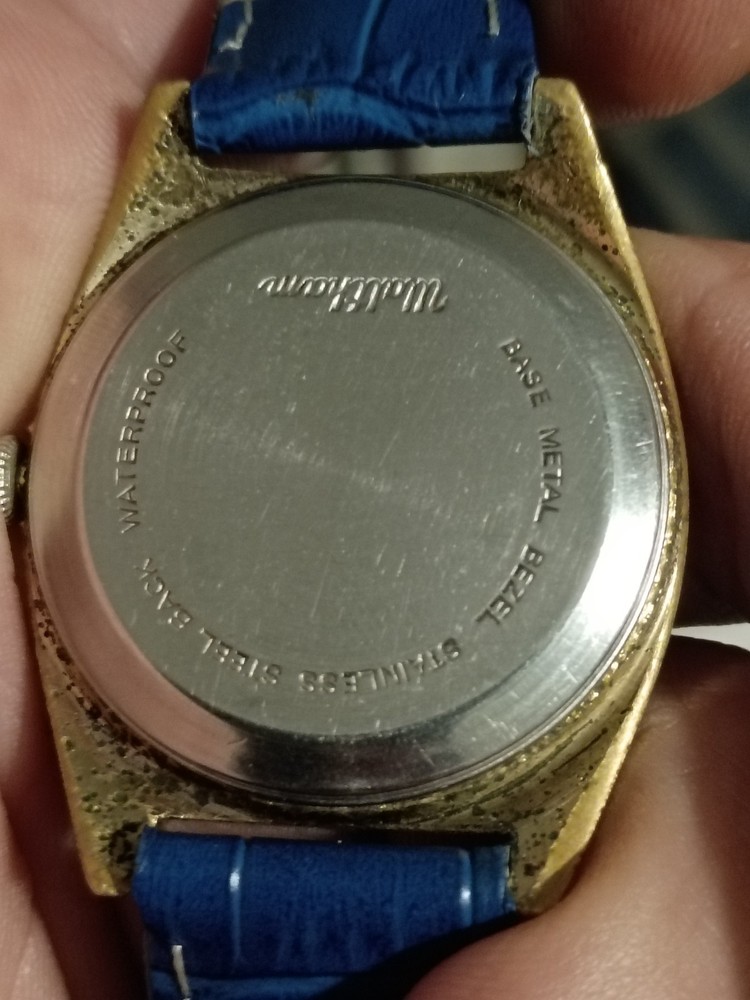 Waltham
BASE METAL BEZEL STAINLESS STEEL BACK WATERPROOF